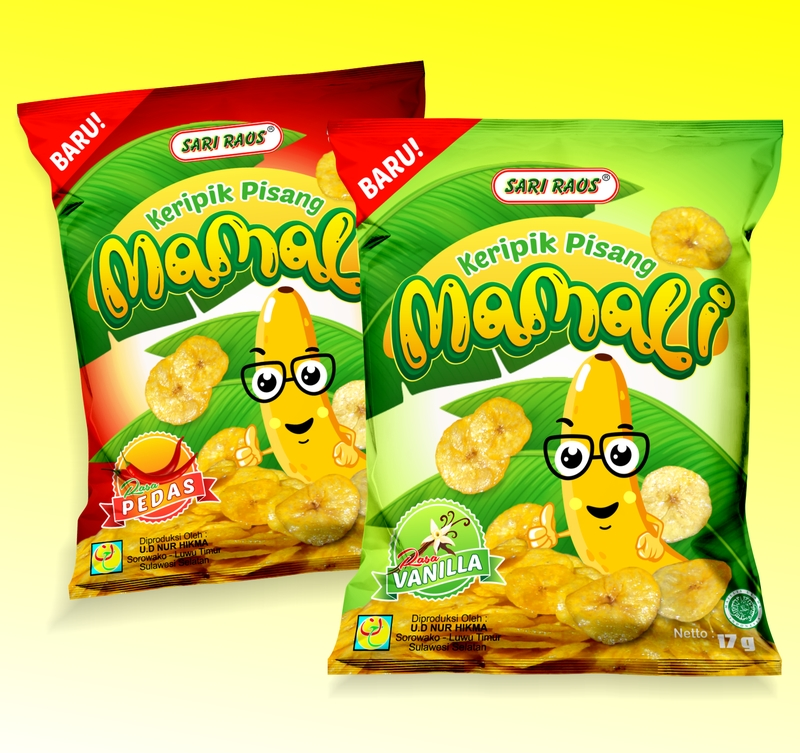 BARU!
SARI RAOS®
Keripik Pisang
MamaL
Rasa
PEDAS
Diproduksi Oleh :
U.D NUR HIKMA
Sorowako - Luwu Timur
Sulawesi Selatan
BARU!
SARI RAOS®
Keripik Pisang
MamaLi
Rasa
VANILLA
Diproduksi Oleh :
U.D NUR HIKMA
Sorowako - Luwu Timur
Sulawesi Selatan
Netto : 17 g